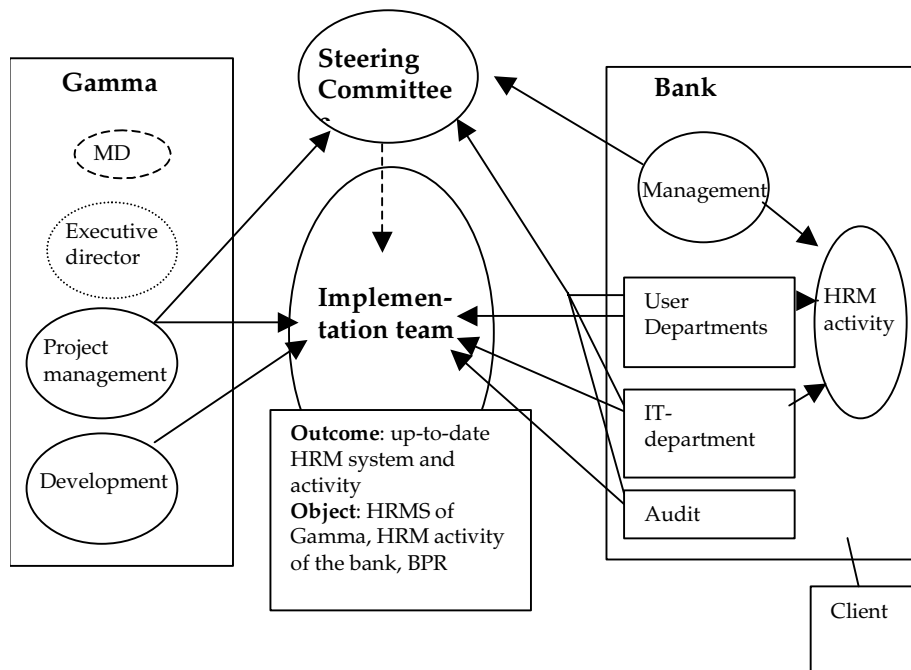 Gamma
MD
Executive
director
Project
management
Development
Steering
Committee
Implemen-
tation team
Outcome: up-to-date
HRM system and
activity
Object: HRMS of
Gamma, HRM activity
of the bank, BPR
Bank
Management
User
Departments
IT-
department
Audit
HRM
activity
Client